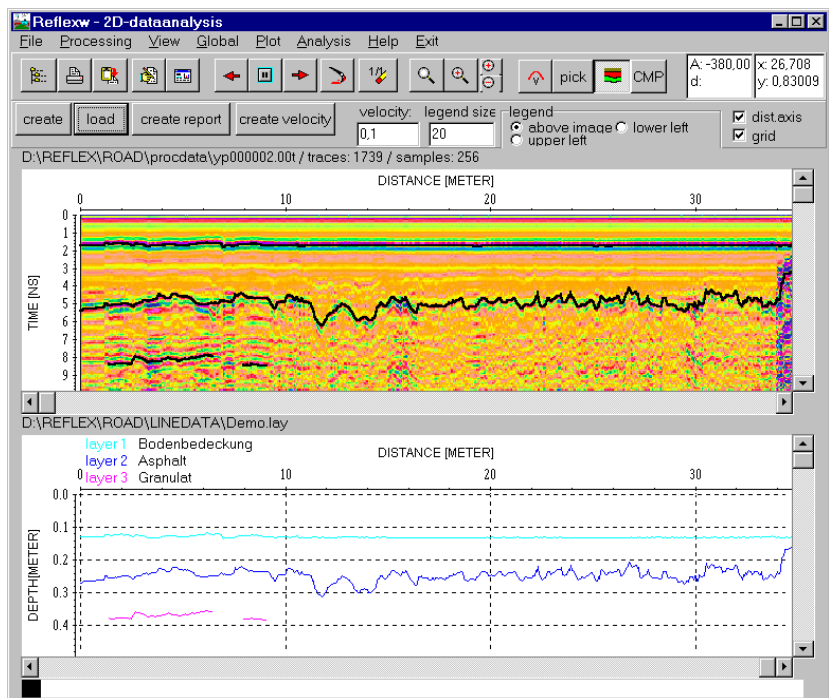 Reflexw - 2D-dataanalysis
File Processing View Global Plot Analysis Help Exit
1/f pick CMP A: -380,00 x: 26,708
d: y: 0,83009
create load create report create velocity velocity: legend size legend
0,1 20 above image lower left upper left dist.axis grid
D:\REFLEX\ROAD\procdata\yp000002.00t / traces: 1739 / samples: 256
DISTANCE [METER]
0 10 20 30
TIME [NS]
0
1
2
3
4
5
6
7
8
9
D:\REFLEX\ROAD\LINEDATA\Demo.lay
layer 1 Bodenbedeckung
layer 2 Asphalt
layer 3 Granulat
DISTANCE [METER]
0 10 20 30
DEPTH[METER]
0.0
0.1
0.2
0.3
0.4